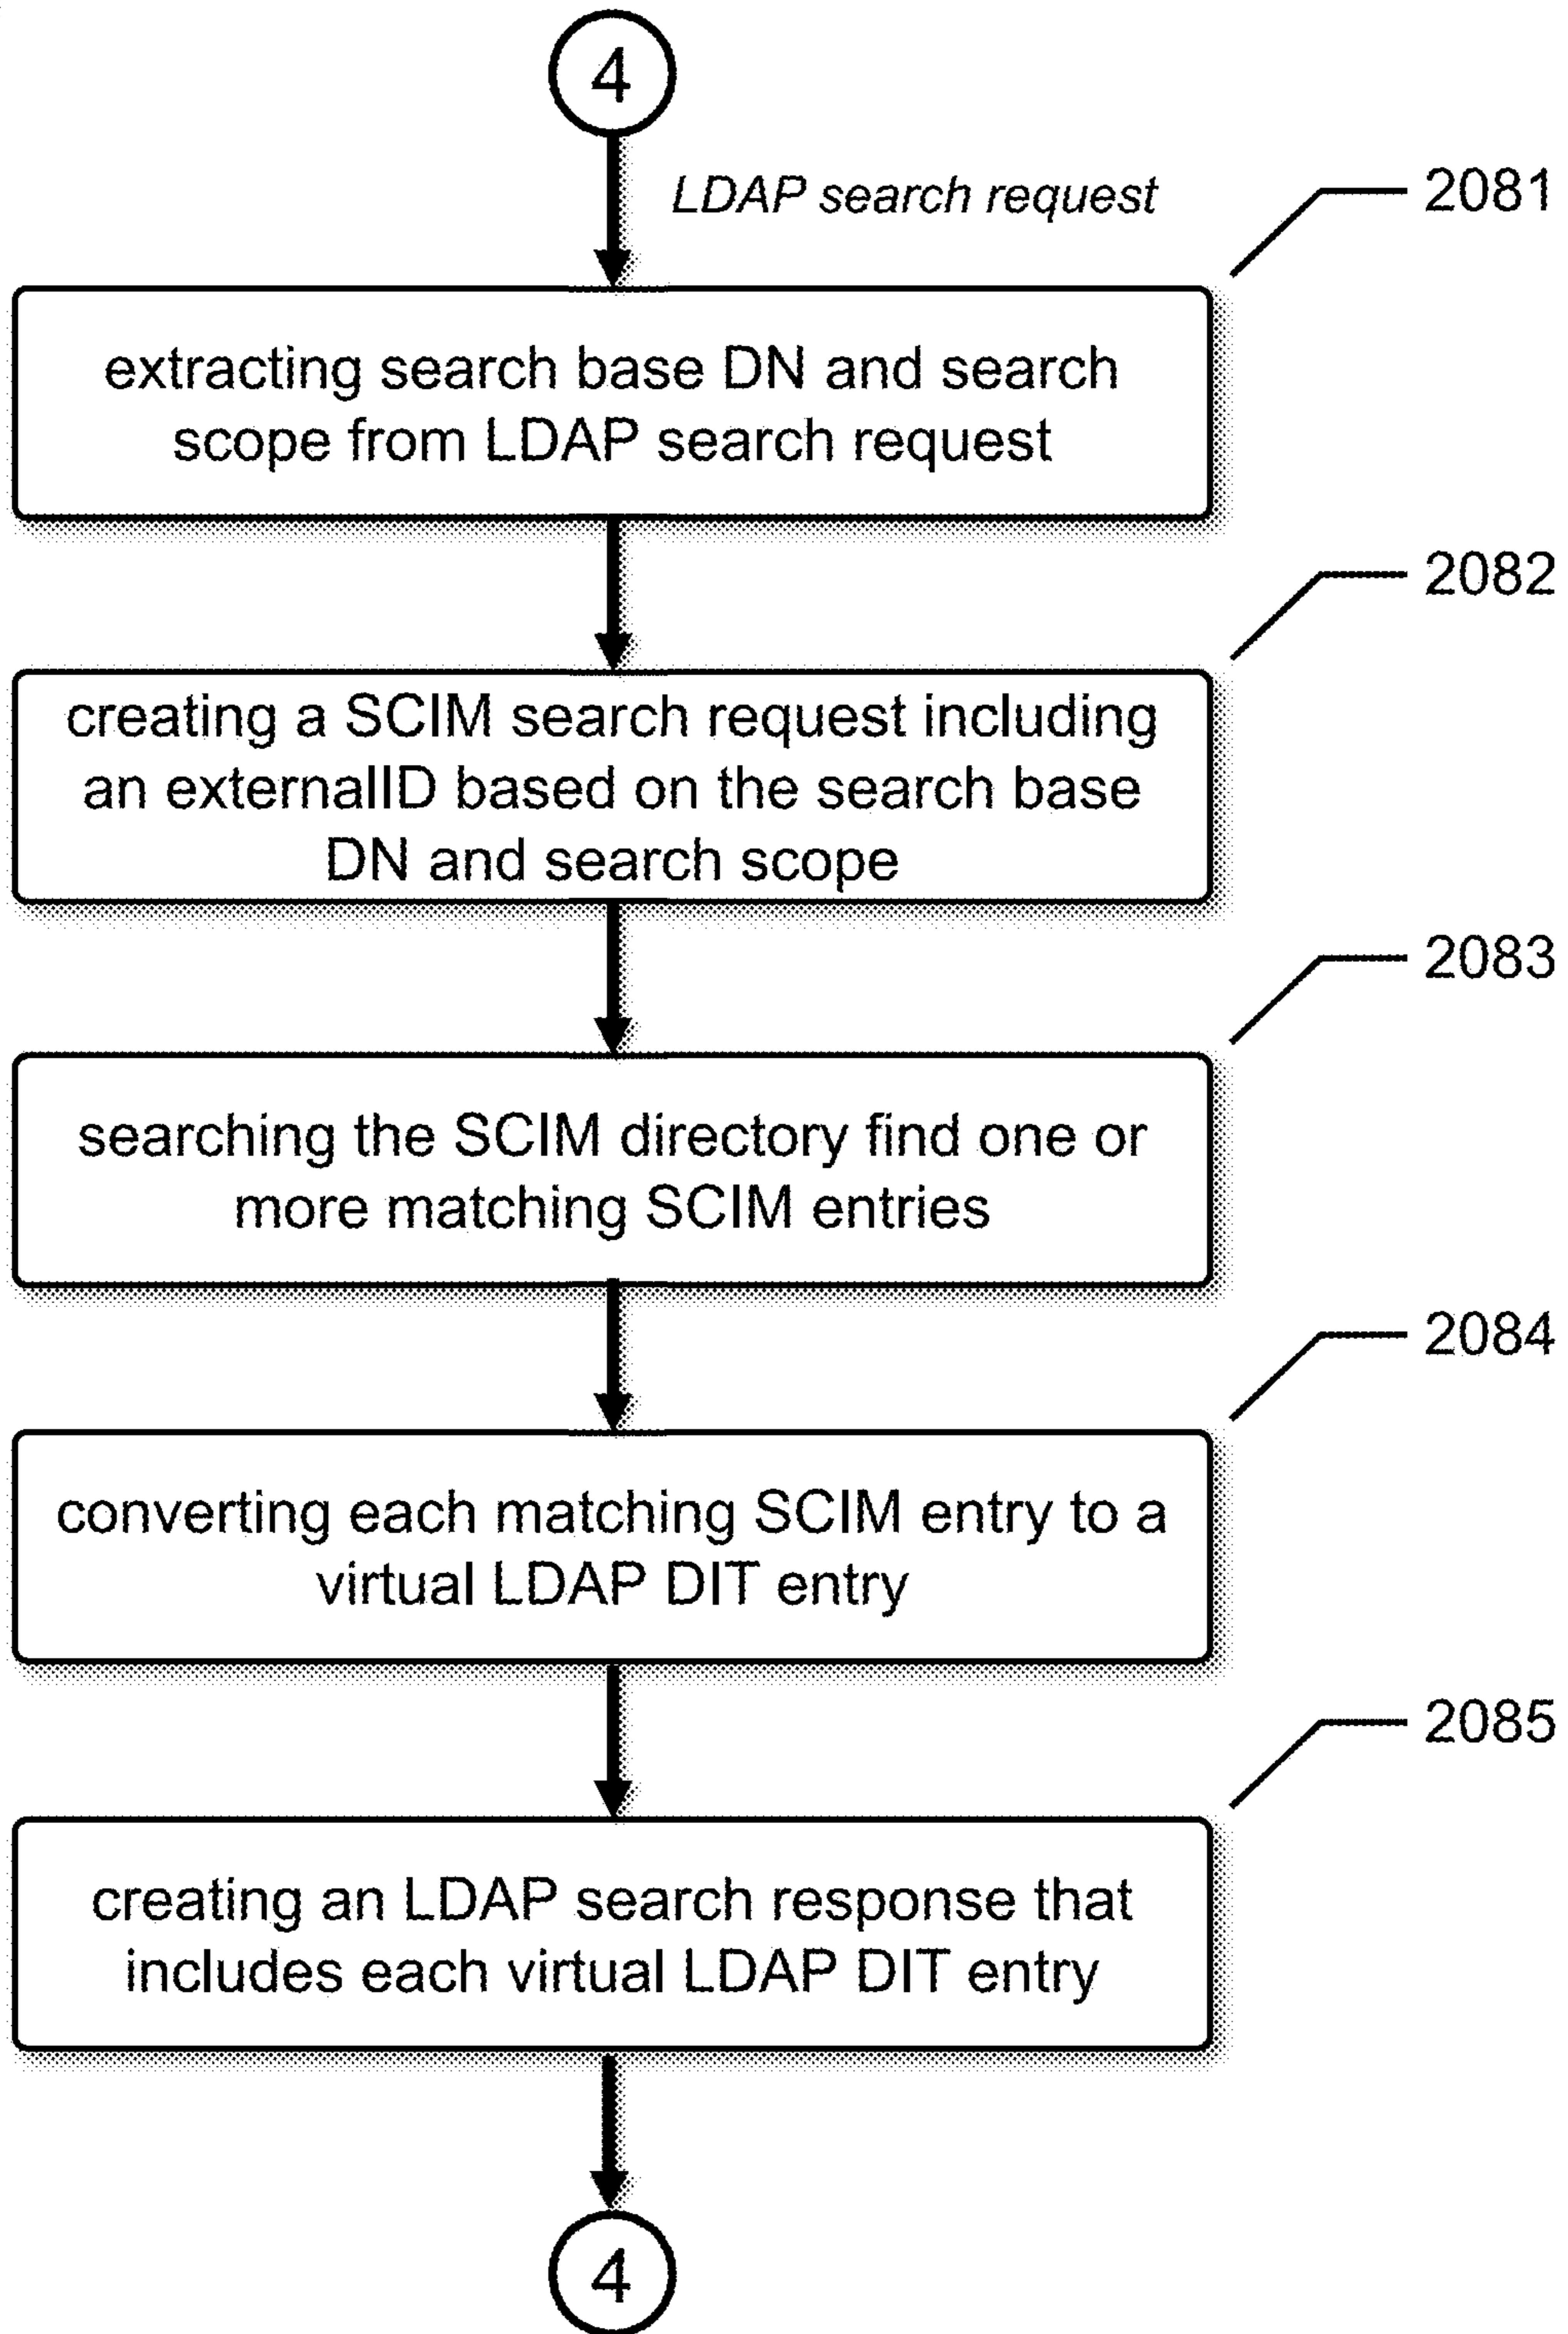 4
LDAP search request
2081
extracting search base DN and search
scope from LDAP search request
2082
creating a SCIM search request including
an externalID based on the search base
DN and search scope
2083
searching the SCIM directory find one or
more matching SCIM entries
2084
converting each matching SCIM entry to a
virtual LDAP DIT entry
2085
creating an LDAP search response that
includes each virtual LDAP DIT entry
4